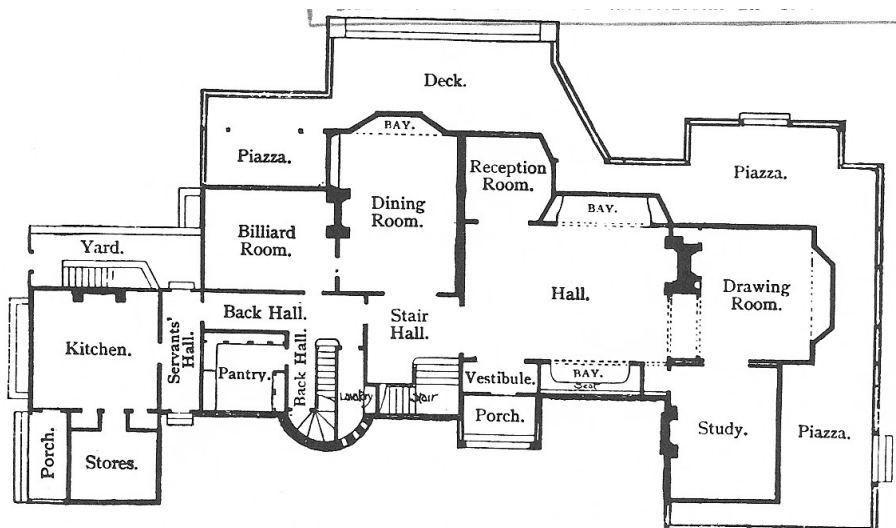 Deck.
BAY.
Piazza.
Reception
Room.
Piazza.
Dining
Room.
BAY.
Billiard
Room.
Yard.
Hall.
Drawing
Room.
Back Hall.
Stair
Hall.
Kitchen.
Servants'
Hall.
Back Hall.
Pantry.
Vestibule.
BAY.
Seat
Lavatory
Stair
Porch.
Study.
Piazza.
Porch.
Stores.